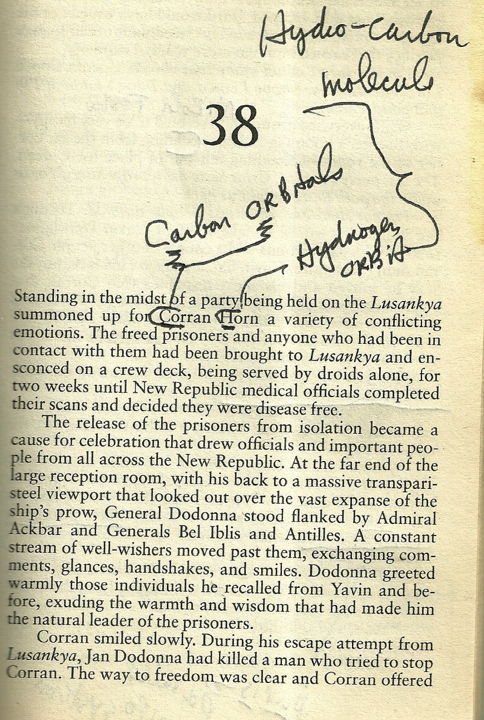 Hydro-Carbon
molecule
38
Carbon ORBitals
Hydrogen
ORBit
Standing in the midst of a party being held on the Lusankya
summoned up for Corran Horn a variety of conflicting
emotions. The freed prisoners and anyone who had been in
contact with them had been brought to Lusankya and en-
sconced on a crew deck, being served by droids alone, for
two weeks until New Republic medical officials completed
their scans and decided they were disease free.
The release of the prisoners from isolation became a
cause for celebration that drew officials and important peo-
ple from all across the New Republic. At the far end of the
large reception room, with his back to a massive transpari-
steel viewport that looked out over the vast expanse of the
ship's prow, General Dodonna stood flanked by Admiral
Ackbar and Generals Bel Iblis and Antilles. A constant
stream of well-wishers moved past them, exchanging com-
ments, glances, handshakes, and smiles. Dodonna greeted
warmly those individuals he recalled from Yavin and be-
fore, exuding the warmth and wisdom that had made him
the natural leader of the prisoners.
Corran smiled slowly. During his escape attempt from
Lusankya, Jan Dodonna had killed a man who tried to stop
Corran. The way to freedom was clear and Corran offered